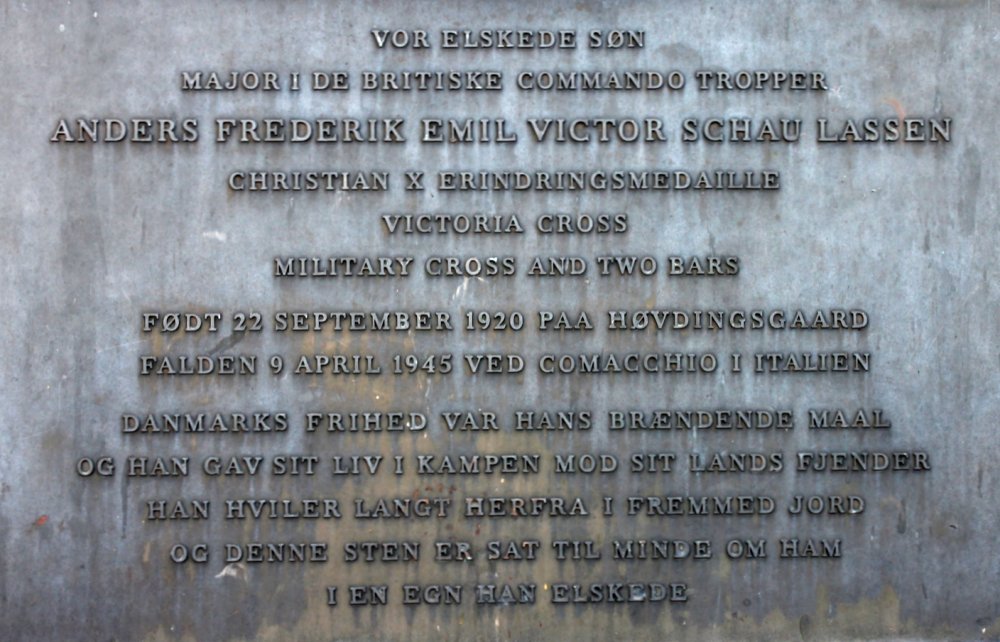 VOR ELSKEDE SØN
MAJOR I DE BRITISKE COMMANDO TROPPER
ANDERS FREDERIK EMIL VICTOR SCHAU LASSEN
CHRISTIAN X ERINDRINGSMEDAILLE
VICTORIA CROSS
MILITARY CROSS AND TWO BARS
FØDT 22 SEPTEMBER 1920 PAA HØVDINGSGAARD
FALDEN 9 APRIL 1945 VED COMACCHIO I ITALIEN
DANMARKS FRIHED VAR HANS BRÆNDENDE MAAL
OG HAN GAV SIT LIV I KAMPEN MOD SIT LANDS FJENDER
HAN HVILER LANGT HERFRA I FREMMED JORD
OG DENNE STEN ER SAT TIL MINDE OM HAM
I EN EGN HAN ELSKEDE